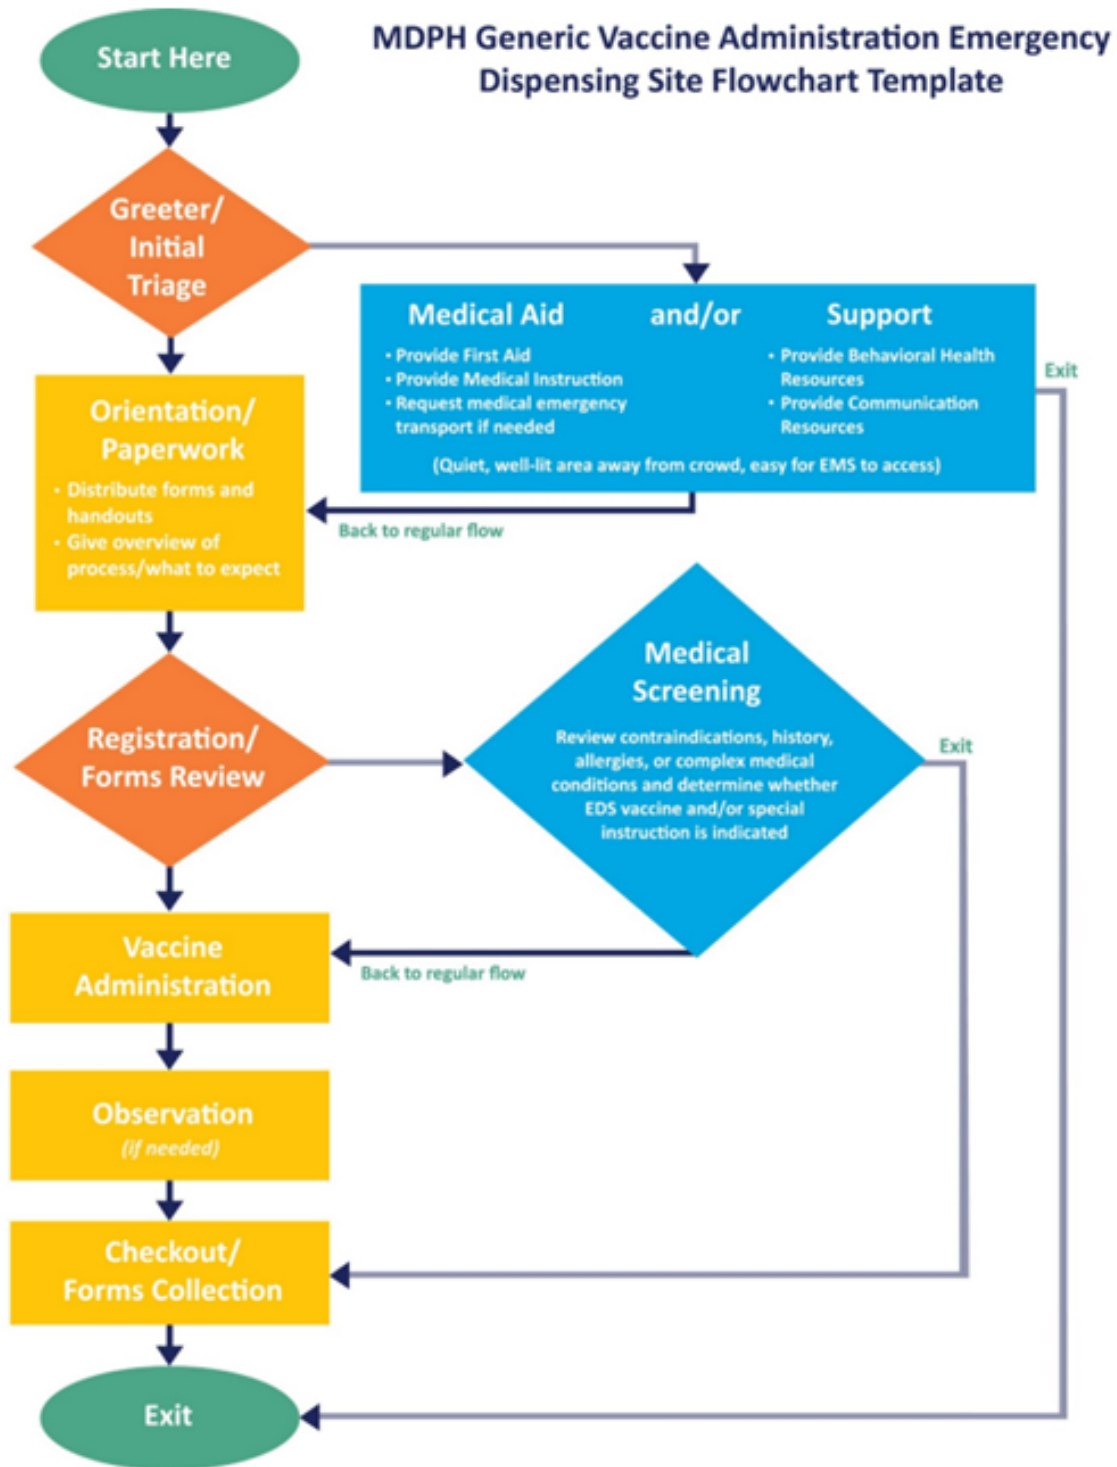 MDPH Generic Vaccine Administration Emergency
Dispensing Site Flowchart Template
Start Here
Greeter/
Initial
Triage
Medical Aid and/or Support
• Provide First Aid
• Provide Medical Instruction
• Request medical emergency
transport if needed
• Provide Behavioral Health
Resources
• Provide Communication
Resources
(Quiet, well-lit area away from crowd, easy for EMS to access)
Exit
Orientation/
Paperwork
• Distribute forms and
handouts
• Give overview of
process/what to expect
Back to regular flow
Registration/
Forms Review
Medical
Screening
Review contraindications, history,
allergies, or complex medical
conditions and determine whether
EDS vaccine and/or special
instruction is indicated
Exit
Vaccine
Administration
Back to regular flow
Observation
(if needed)
Checkout/
Forms Collection
Exit